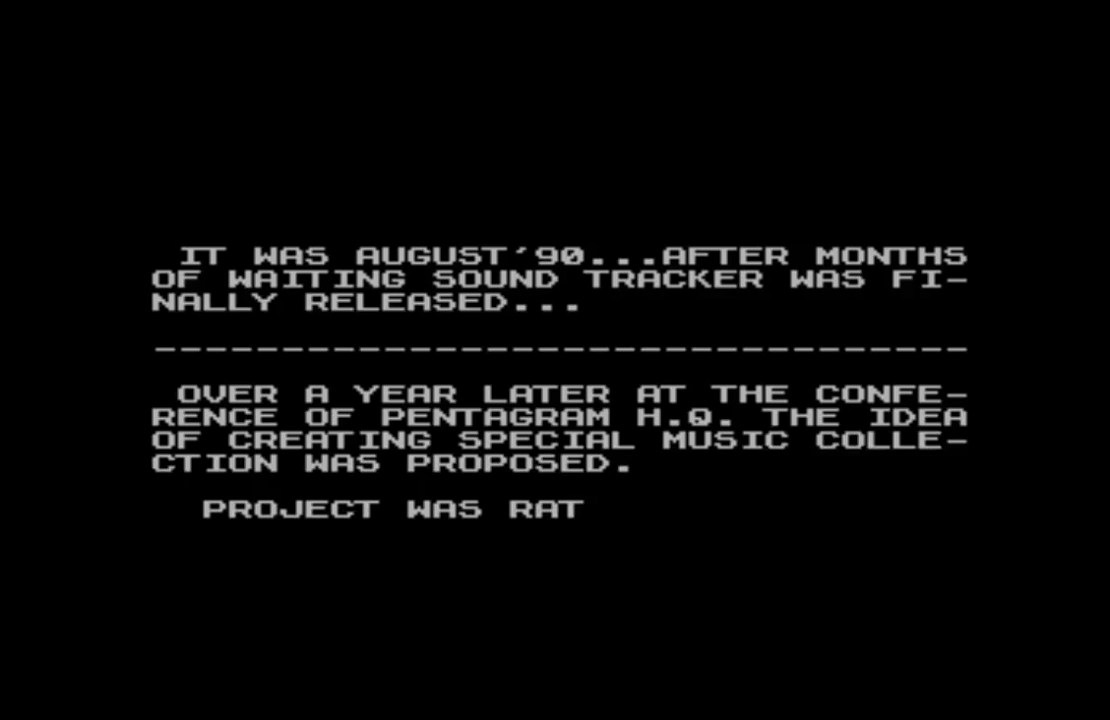 IT WAS AUGUST'90...AFTER MONTHS
OF WAITING SOUND TRACKER WAS FI-
NALLY RELEASED...
--------------------------------
OVER A YEAR LATER AT THE CONFE-
RENCE OF PENTAGRAM H.Q. THE IDEA
OF CREATING SPECIAL MUSIC COLLE-
CTION WAS PROPOSED.
PROJECT WAS RAT